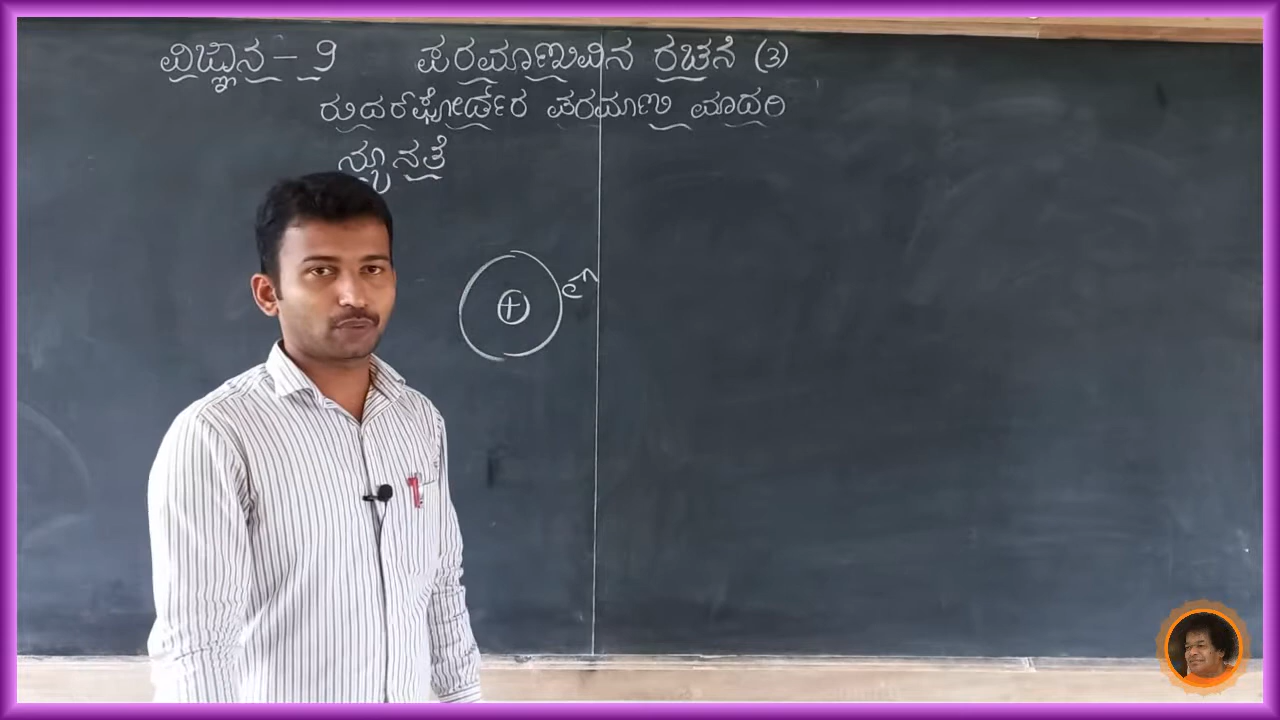 ವಿಜ್ಞಾನ – 9 ಪರಮಾಣುವಿನ ರಚನೆ (3)
ರುದರ್‌ಫೋರ್ಡ್‌ರ ಪರಮಾಣು ಮಾದರಿ
ನ್ಯೂನತೆ
+